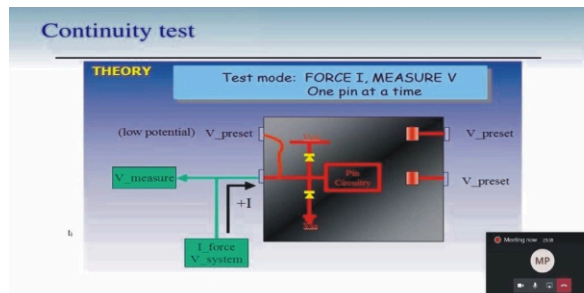 Continuity test
THEORY
Test mode: FORCE I, MEASURE V
One pin at a time
(low potential) V_preset
V_preset
V_measure
Pin
Circuitry
V_preset
+I
I_force
V_system
Meeting now
MP